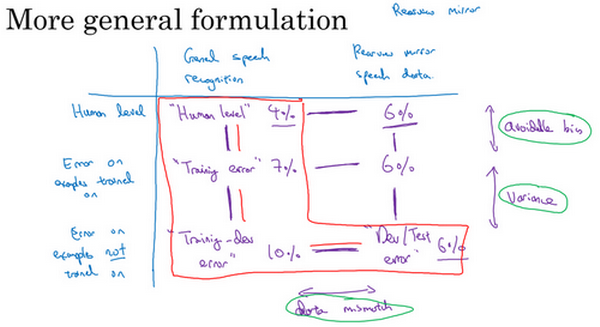 More general formulation
Rearview mirror
General speech
recognition
Rearview mirror
speech data.
Human level
"Human level" 4%
6%
avoidable bias
Error on
examples trained
on
"Training error" 7%
6%
Variance
Error on
examples not
trained on
"Training-dev
error" 10%
"Dev/Test
error" 6%
data mismatch